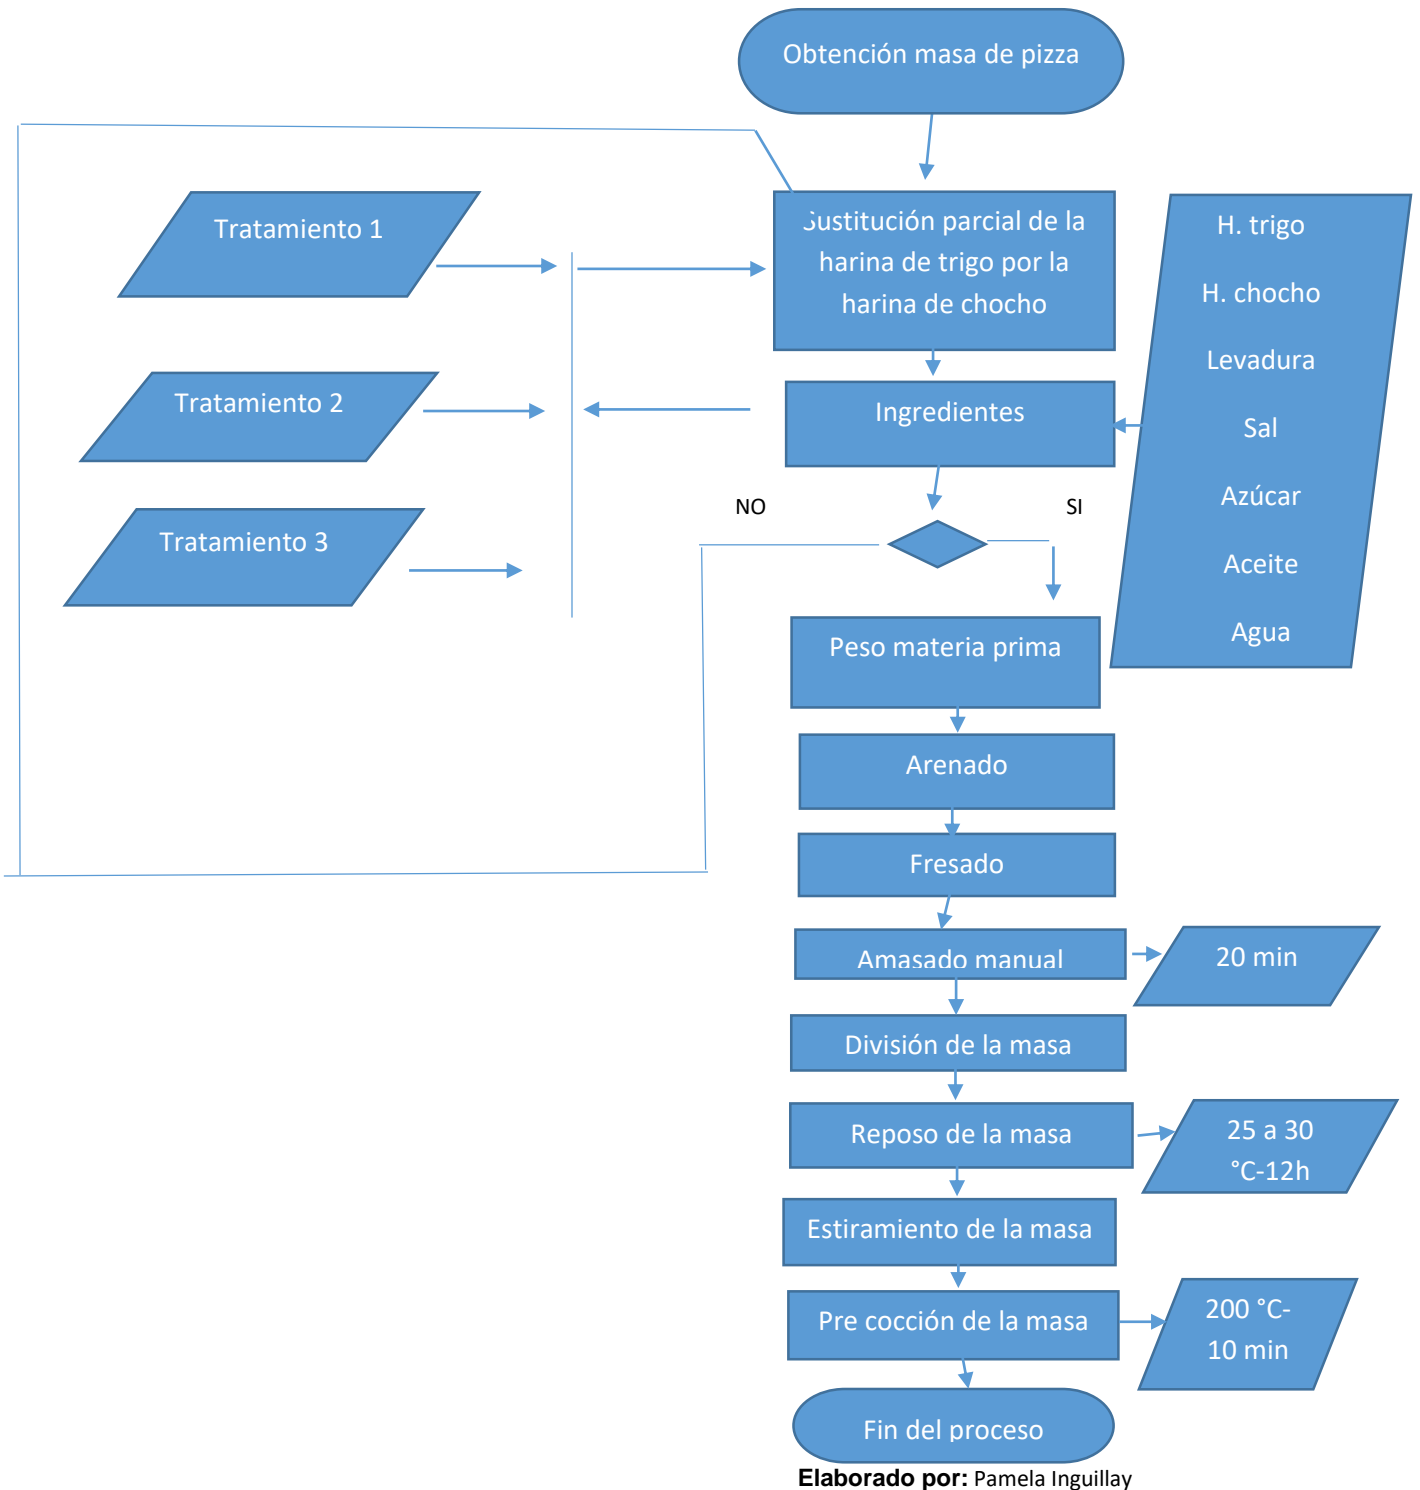 Obtención masa de pizza
Tratamiento 1
Sustitución parcial de la
harina de trigo por la
harina de chocho
H. trigo
H. chocho
Levadura
Sal
Azúcar
Aceite
Agua
Tratamiento 2
Ingredientes
Tratamiento 3
NO
SI
Peso materia prima
Arenado
Fresado
Amasado manual
20 min
División de la masa
Reposo de la masa
25 a 30
°C-12h
Estiramiento de la masa
Pre cocción de la masa
200 °C-
10 min
Fin del proceso
Elaborado por: Pamela Inguillay